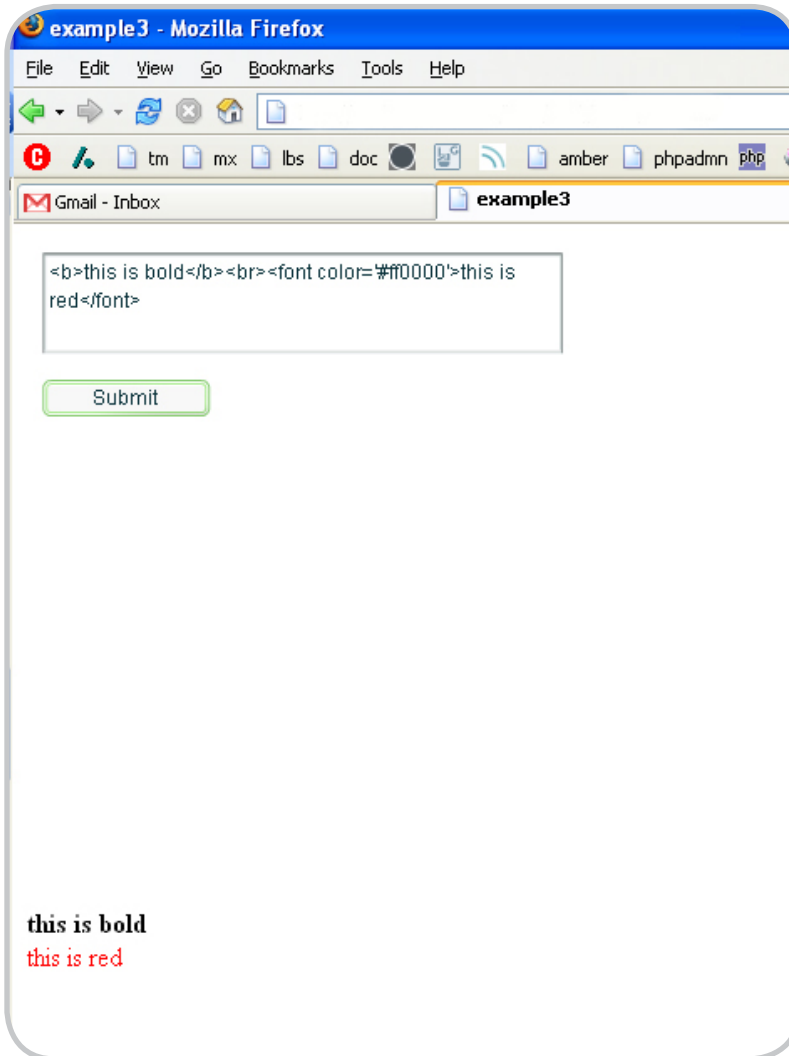 example3 - Mozilla Firefox
File Edit View Go Bookmarks Tools Help
C tm mx lbs doc amber phpadmn php
Gmail - Inbox example3
<b>this is bold</b><br><font color='#ff0000'>this is
red</font>
Submit
this is bold
this is red